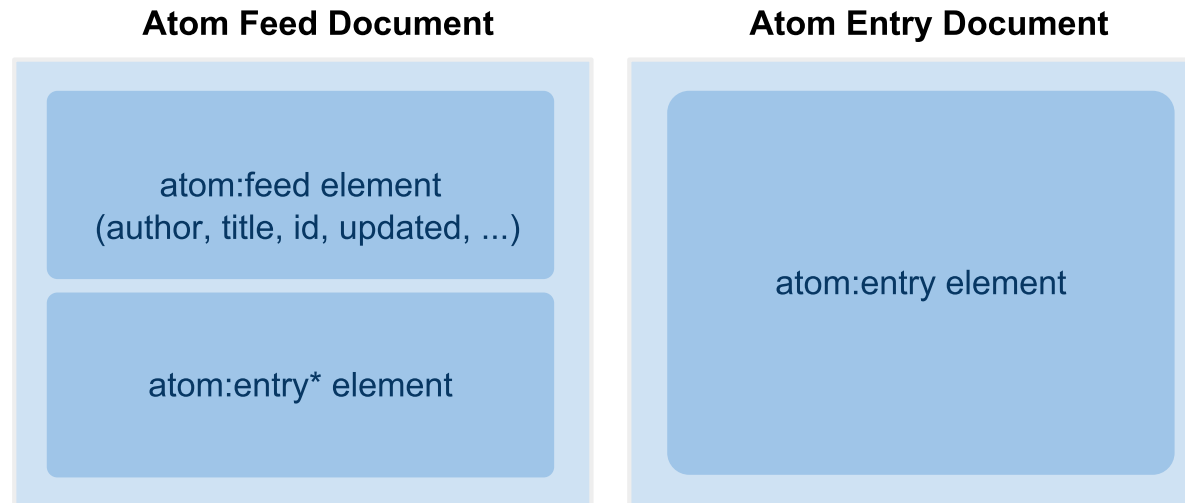 Atom Feed Document
atom:feed element
(author, title, id, updated, ...)
atom:entry* element
Atom Entry Document
atom:entry element